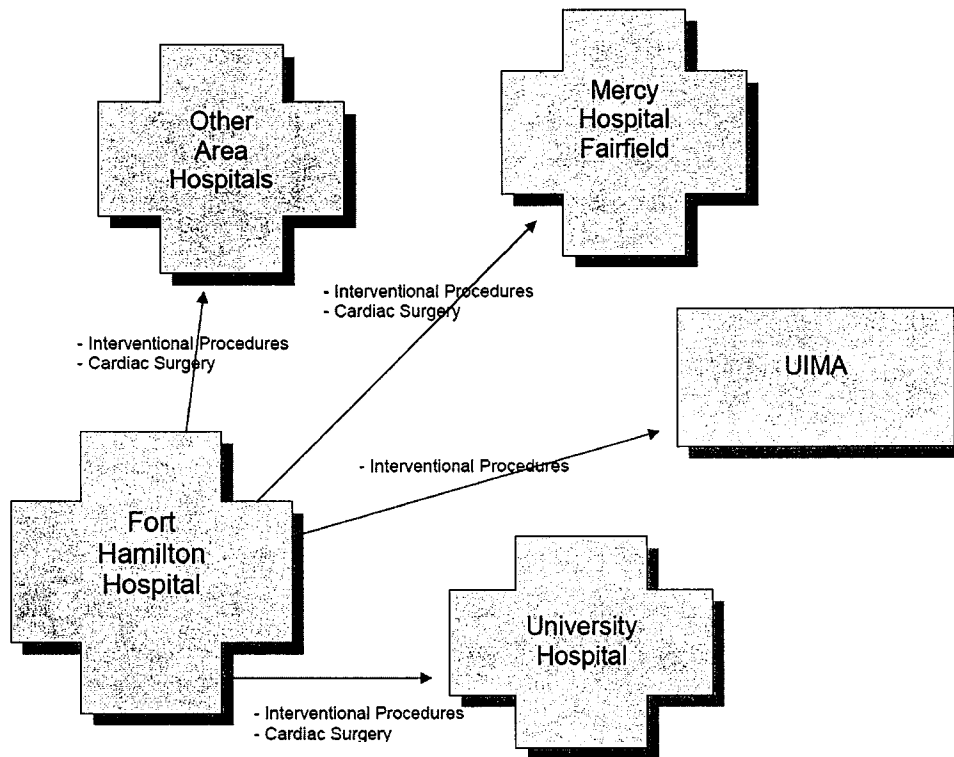 Other
Area
Hospitals
Mercy
Hospital
Fairfield
- Interventional Procedures
- Cardiac Surgery
- Interventional Procedures
- Cardiac Surgery
UIMA
- Interventional Procedures
Fort
Hamilton
Hospital
University
Hospital
- Interventional Procedures
- Cardiac Surgery